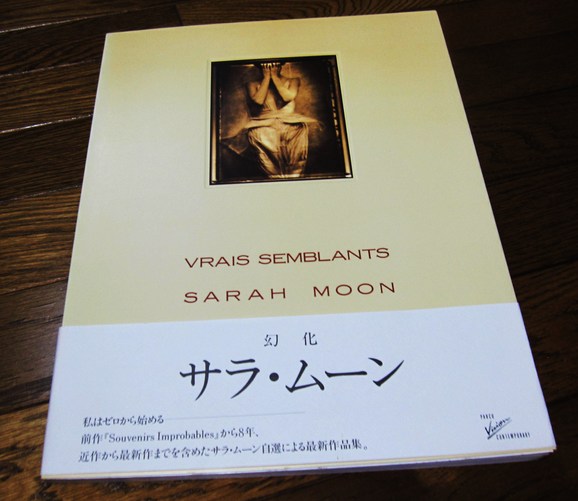 VRAIS SEMBLANTS
SARAH MOON
幻 化
サラ・ムーン
私はゼロから始める
前作『Souvenirs Improbables』から8年、
近作から最新作までを含めたサラ・ムーン自選による最新作品集。
PARCO
Vision
CONTEMPORARY